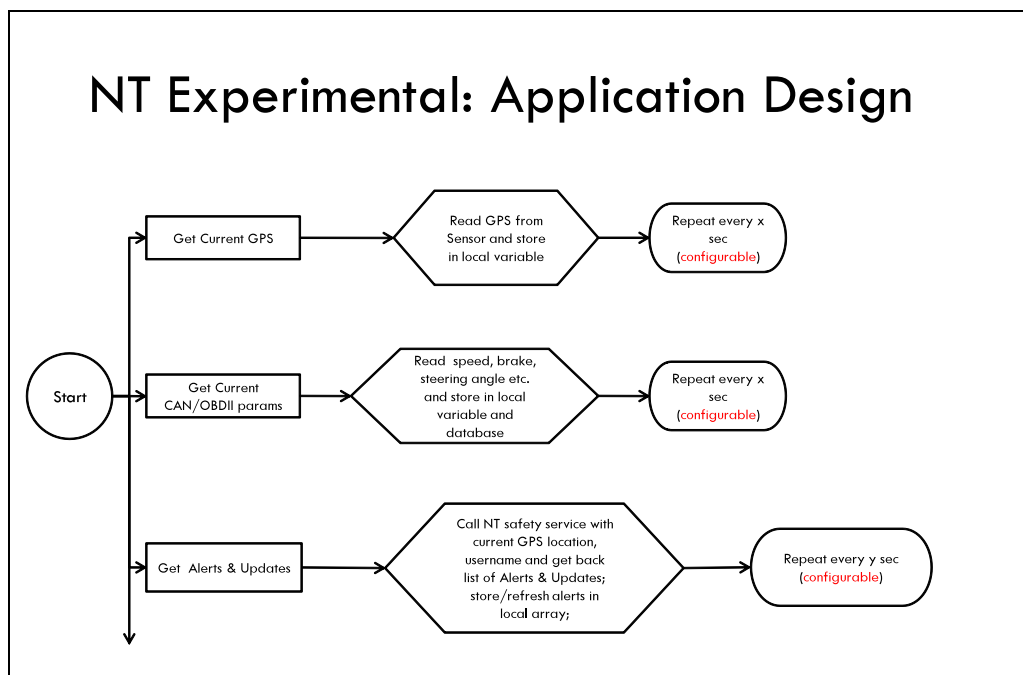 NT Experimental: Application Design
Get Current GPS
Read GPS from
Sensor and store
in local variable
Repeat every x
sec
(configurable)
Start
Get Current
CAN/OBDII params
Read speed, brake,
steering angle etc.
and store in local
variable and
database
Repeat every x
sec
(configurable)
Get Alerts & Updates
Call NT safety service with
current GPS location,
username and get back
list of Alerts & Updates;
store/refresh alerts in
local array;
Repeat every y sec
(configurable)